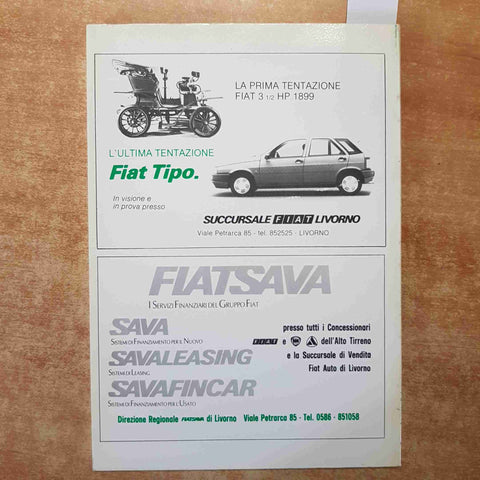 LA PRIMA TENTAZIONE
FIAT 3 1/2 HP 1899
L'ULTIMA TENTAZIONE
Fiat Tipo.
In visione e
in prova presso
SUCCURSALE FIAT LIVORNO
Viale Petrarca 85 - tel. 852525 - LIVORNO
FIATSAVA
I SERVIZI FINANZIARI DEL GRUPPO FIAT
SAVA
SISTEMI DI FINANZIAMENTO PER IL NUOVO
SAVALEASING
SISTEMI DI LEASING
SAVAFINCAR
SISTEMI DI FINANZIAMENTO PER L'USATO
presso tutti i Concessionari
FIAT e e dell'Alto Tirreno
e la Succursale di Vendita
Fiat Auto di Livorno
Direzione Regionale FIATSAVA di Livorno Viale Petrarca 85 - Tel. 0586 - 851058